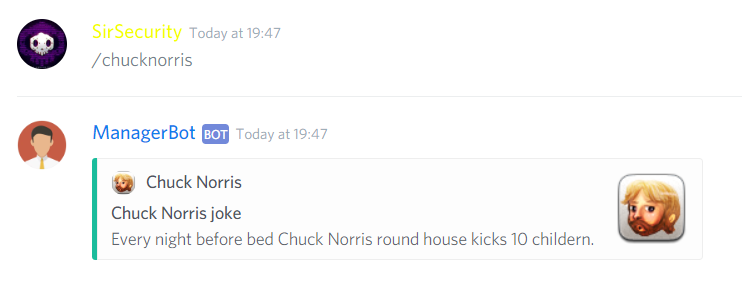 SirSecurity Today at 19:47
/chucknorris
ManagerBot BOT Today at 19:47
Chuck Norris
Chuck Norris joke
Every night before bed Chuck Norris round house kicks 10 childern.